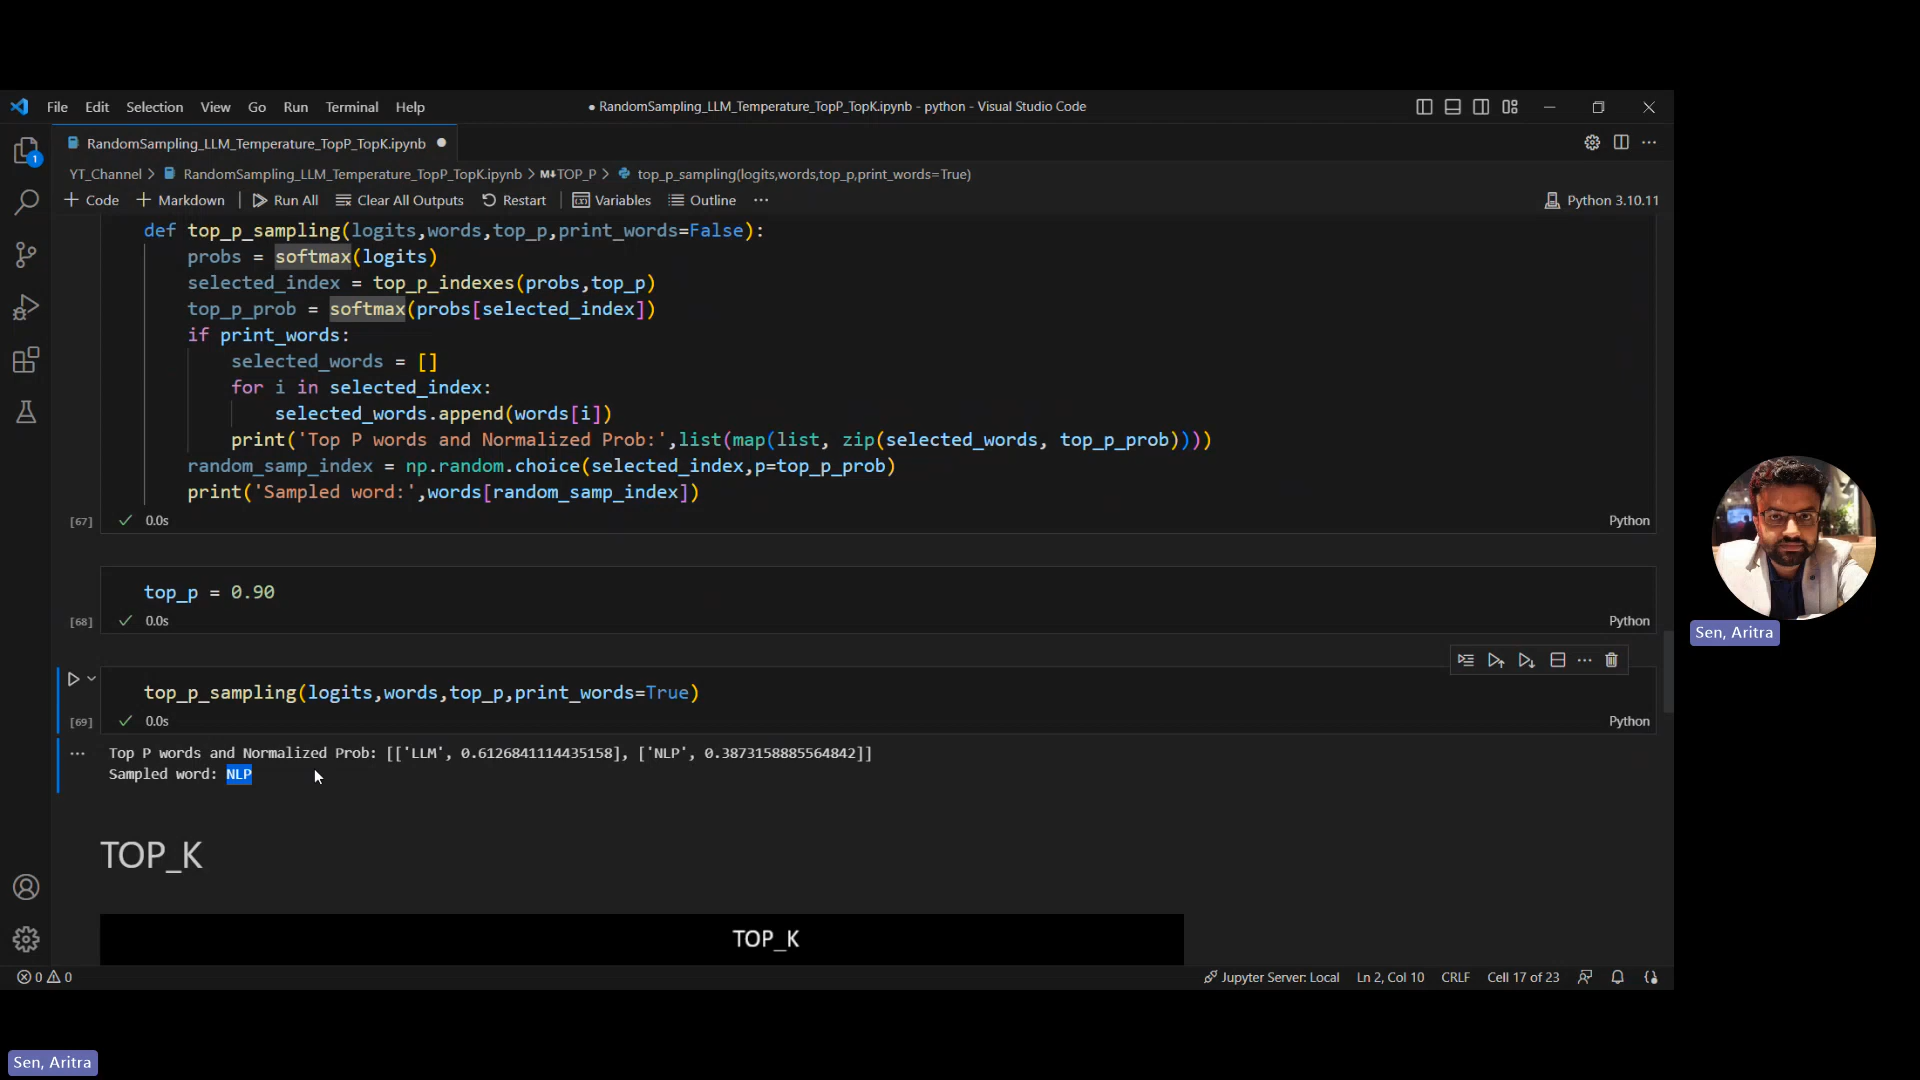 File Edit Selection View Go Run Terminal Help
● RandomSampling_LLM_Temperature_TopP_TopK.ipynb - python - Visual Studio Code
RandomSampling_LLM_Temperature_TopP_TopK.ipynb ●
YT_Channel > RandomSampling_LLM_Temperature_TopP_TopK.ipynb > M↓TOP_P > top_p_sampling(logits,words,top_p,print_words=True)
+ Code + Markdown | Run All Clear All Outputs Restart | Variables Outline ...
Python 3.10.11
1
def top_p_sampling(logits,words,top_p,print_words=False):
probs = softmax(logits)
selected_index = top_p_indexes(probs,top_p)
top_p_prob = softmax(probs[selected_index])
if print_words:
selected_words = []
for i in selected_index:
selected_words.append(words[i])
print('Top P words and Normalized Prob:',list(map(list, zip(selected_words, top_p_prob))))
random_samp_index = np.random.choice(selected_index,p=top_p_prob)
print('Sampled word:',words[random_samp_index])
[67] ✓ 0.0s Python
top_p = 0.90
[68] ✓ 0.0s Python
top_p_sampling(logits,words,top_p,print_words=True)
[69] ✓ 0.0s Python
Top P words and Normalized Prob: [['LLM', 0.6126841114435158], ['NLP', 0.3873158885564842]]
Sampled word: NLP
TOP_K
TOP_K
0 0 Jupyter Server: Local Ln 2, Col 10 CRLF Cell 17 of 23
Sen, Aritra
Sen, Aritra